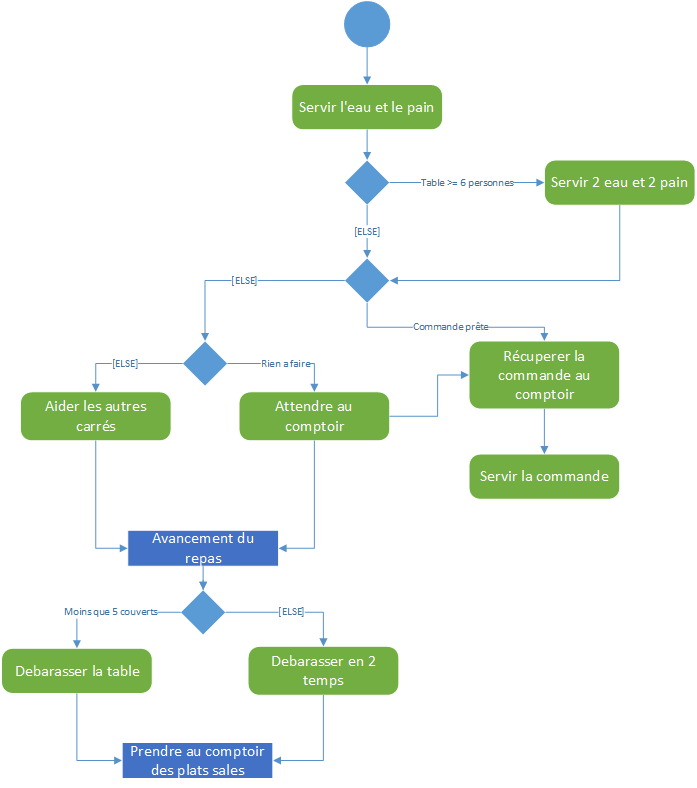 Servir l'eau et le pain
Table >= 6 personnes
Servir 2 eau et 2 pain
[ELSE]
[ELSE]
Commande prête
[ELSE]
Rien a faire
Récuperer la
commande au
comptoir
Aider les autres
carrés
Attendre au
comptoir
Servir la commande
Avancement du
repas
Moins que 5 couverts
[ELSE]
Debarasser la table
Debarasser en 2
temps
Prendre au comptoir
des plats sales